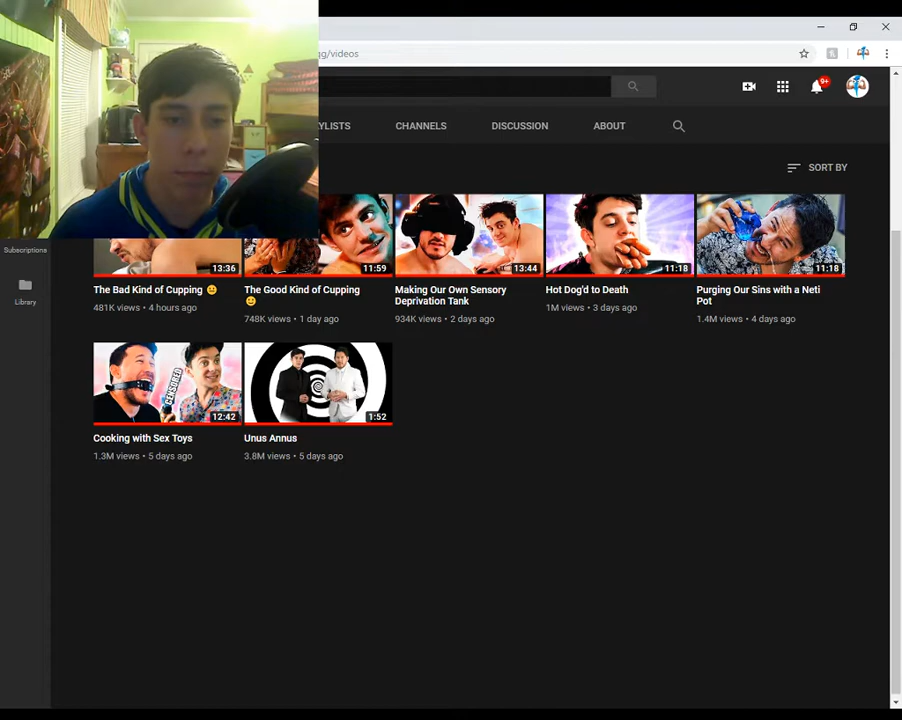 ng/videos
9+
YLISTS CHANNELS DISCUSSION ABOUT
SORT BY
Subscriptions
Library
13:36
The Bad Kind of Cupping 😐
481K views • 4 hours ago
11:59
The Good Kind of Cupping
😀
748K views • 1 day ago
13:44
Making Our Own Sensory
Deprivation Tank
934K views • 2 days ago
11:18
Hot Dog'd to Death
1M views • 3 days ago
11:18
Purging Our Sins with a Neti
Pot
1.4M views • 4 days ago
CENSORED
12:42
Cooking with Sex Toys
1.3M views • 5 days ago
1:52
Unus Annus
3.8M views • 5 days ago